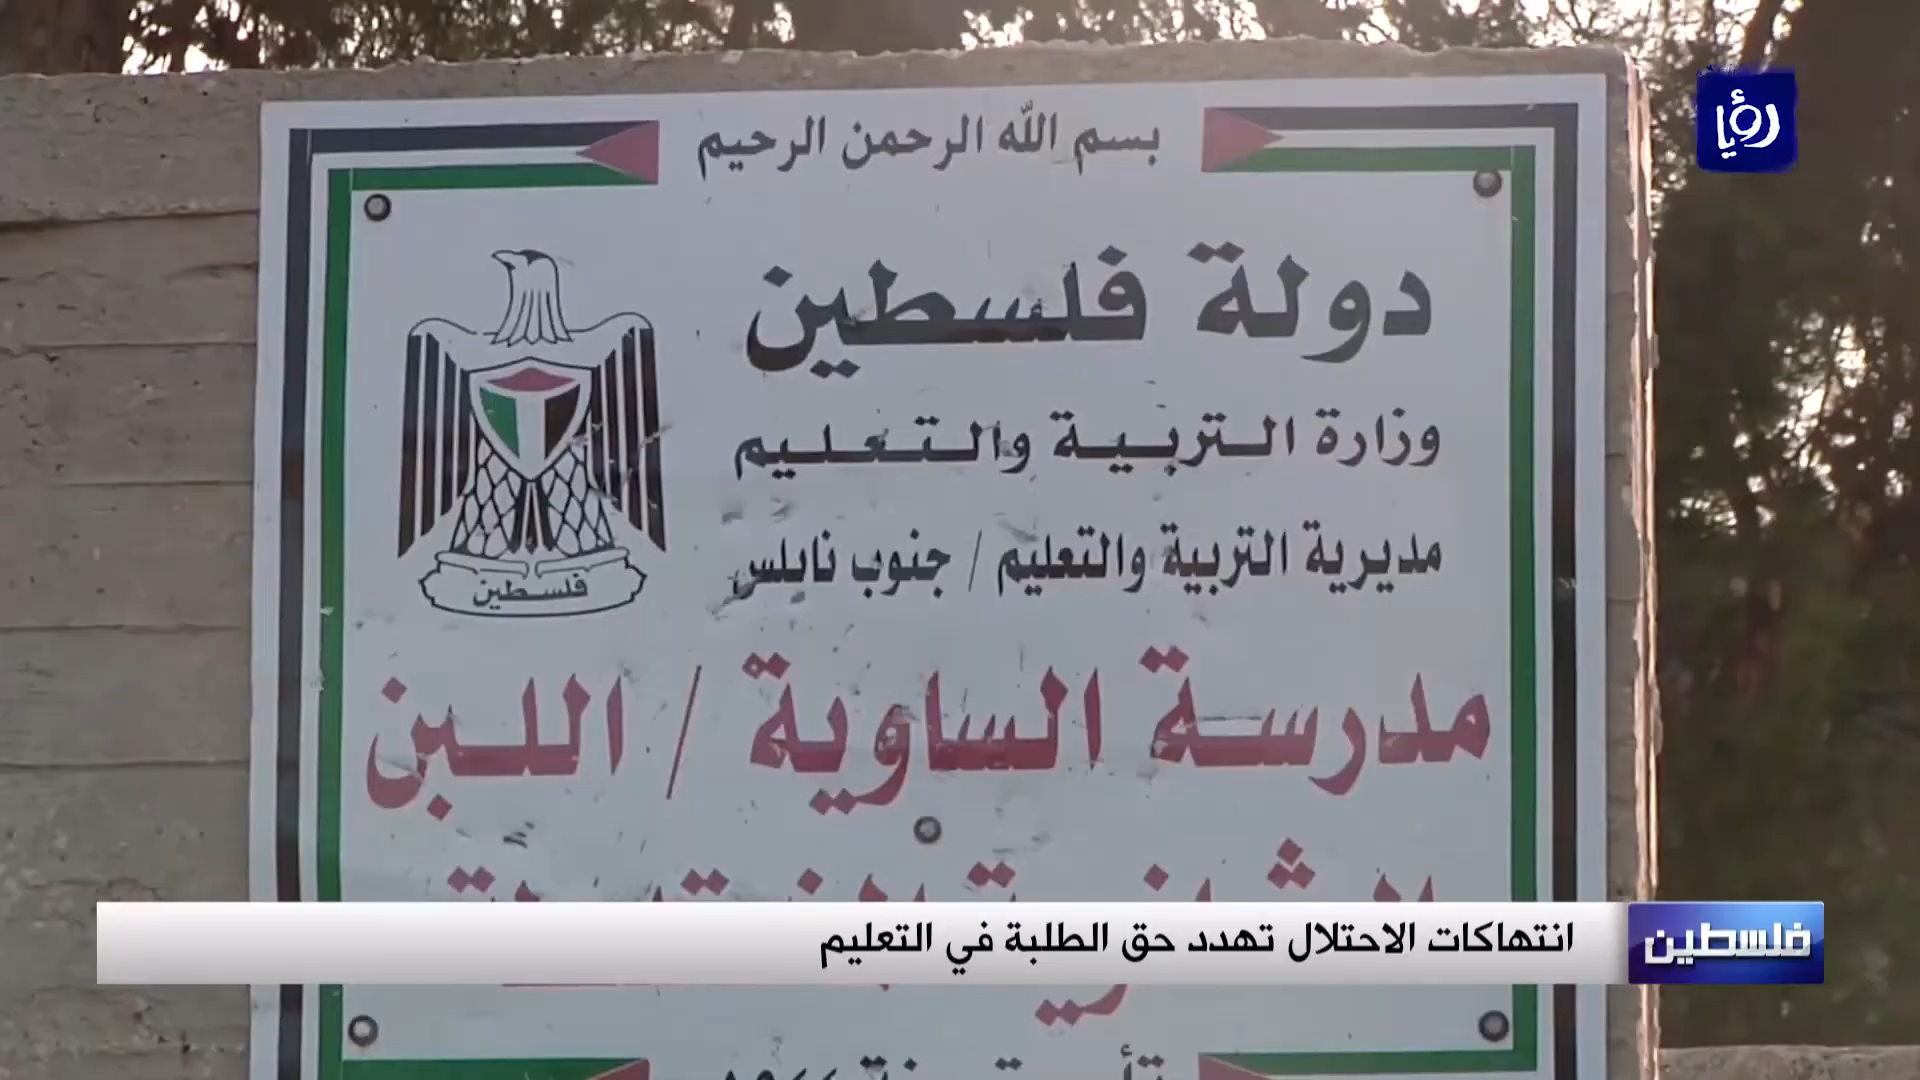 رؤيا
بسم الله الرحمن الرحيم
دولة فلسطين
وزارة التربية والتعليم
مديرية التربية والتعليم / جنوب نابلس
فلسطين
مدرسة الساوية / اللبن
انتهاكات الاحتلال تهدد حق الطلبة في التعليم
فلسطين